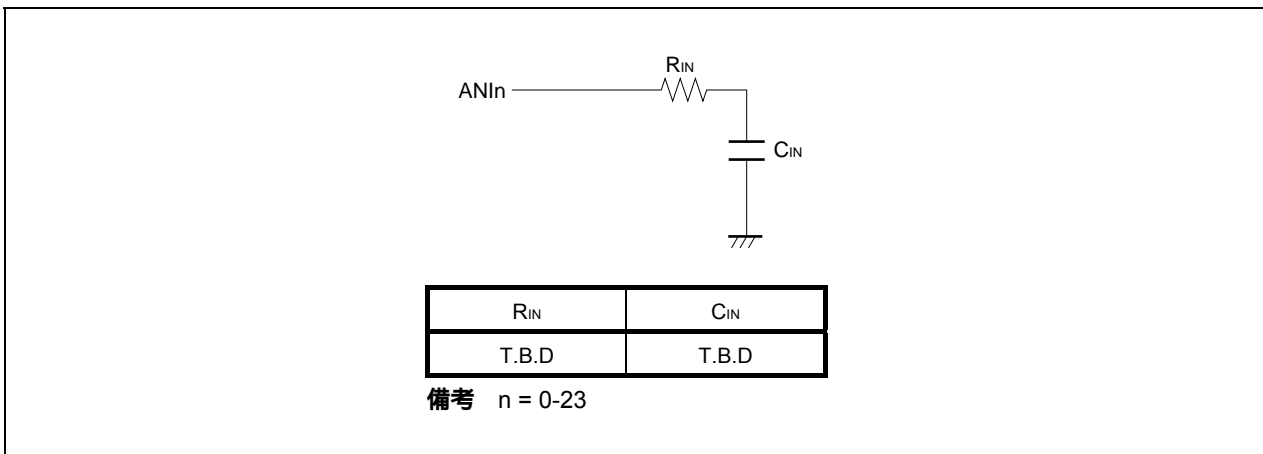 RIN
ANIn
CIN
RIN CIN
T.B.D T.B.D
備考 n = 0-23